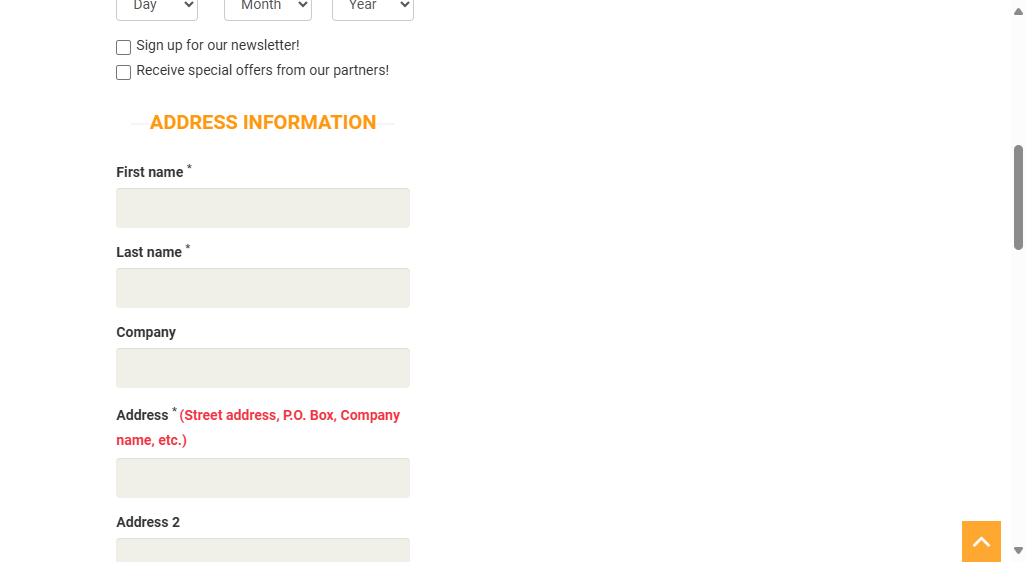 Day Month Year
Sign up for our newsletter!
Receive special offers from our partners!
ADDRESS INFORMATION
First name *
Last name *
Company
Address * (Street address, P.O. Box, Company
name, etc.)
Address 2